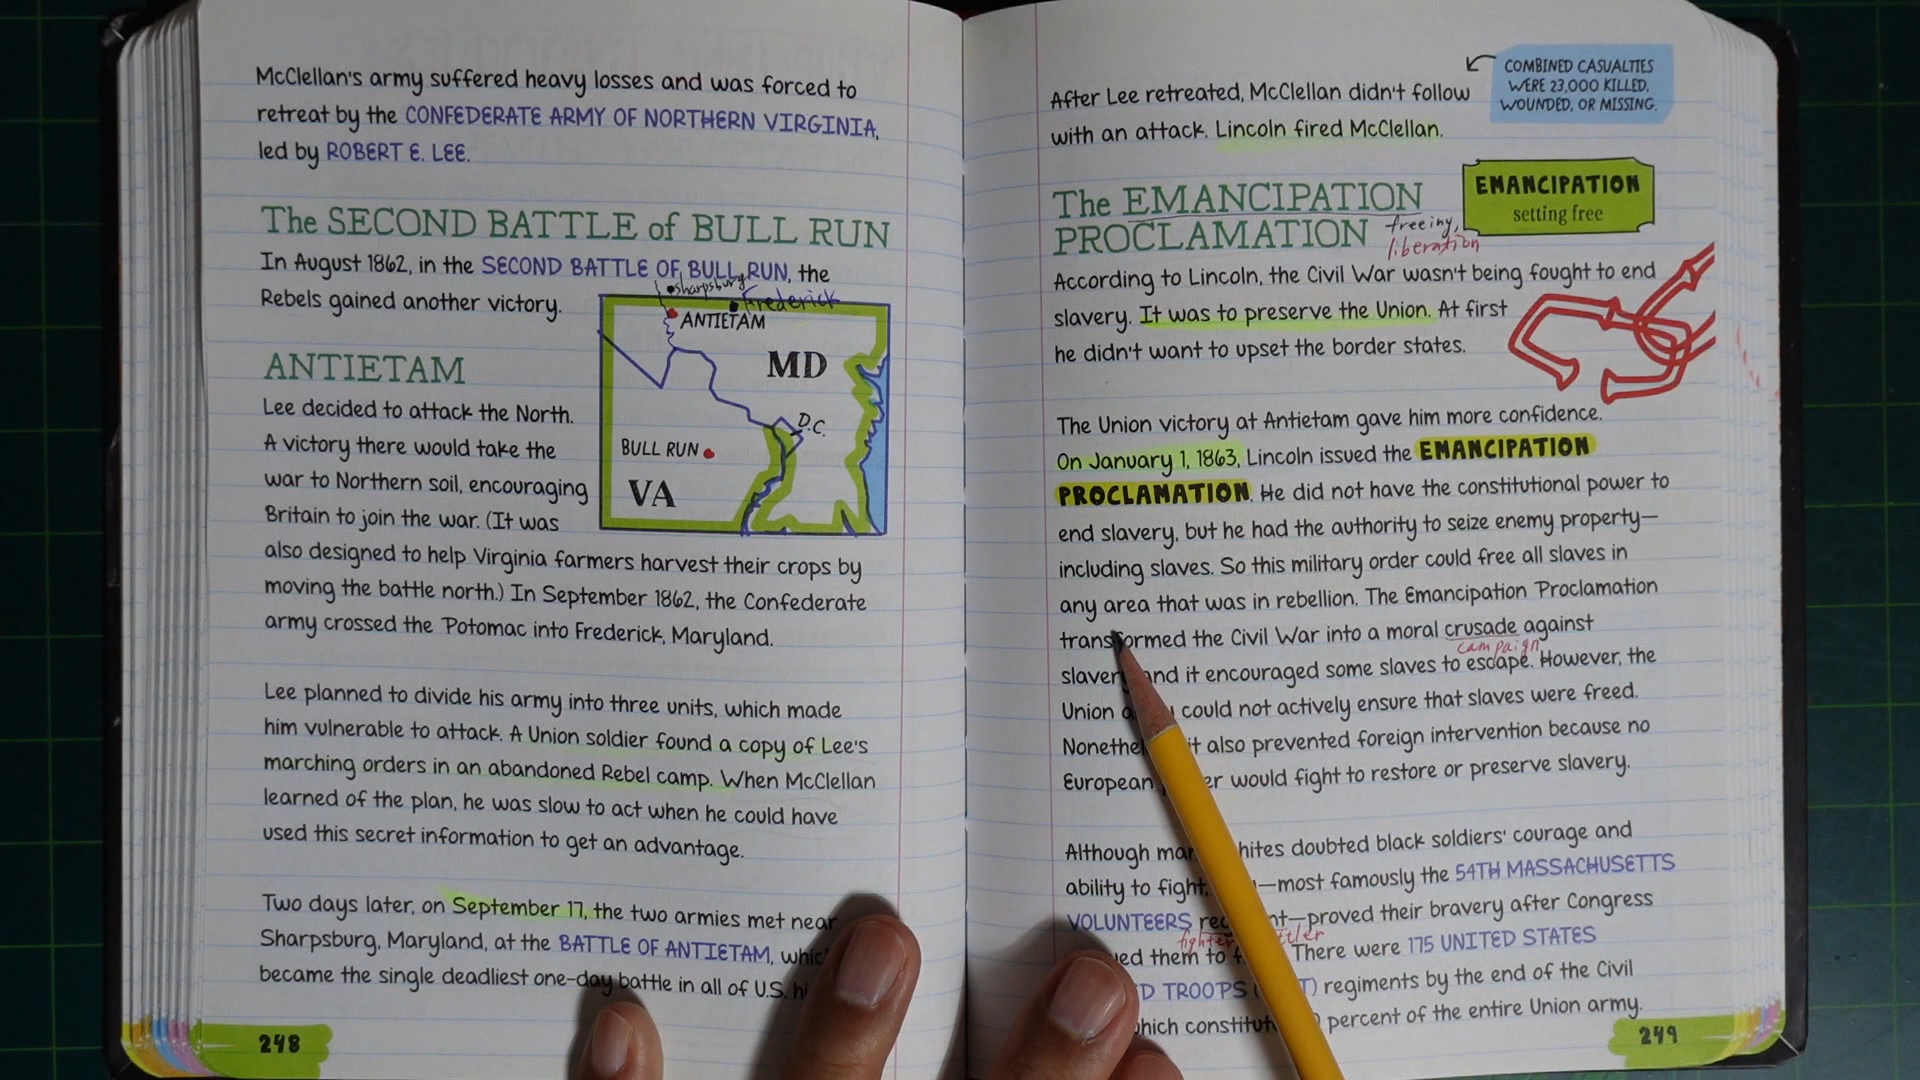 McClellan's army suffered heavy losses and was forced to
retreat by the CONFEDERATE ARMY OF NORTHERN VIRGINIA,
led by ROBERT E. LEE.
The SECOND BATTLE of BULL RUN
In August 1862, in the SECOND BATTLE OF BULL RUN, the
Rebels gained another victory.
sharpsburg
Frederick
ANTIETAM
MD
D.C.
BULL RUN
VA
ANTIETAM
Lee decided to attack the North.
A victory there would take the
war to Northern soil, encouraging
Britain to join the war. (It was
also designed to help Virginia farmers harvest their crops by
moving the battle north.) In September 1862, the Confederate
army crossed the Potomac into Frederick, Maryland.
Lee planned to divide his army into three units, which made
him vulnerable to attack. A Union soldier found a copy of Lee's
marching orders in an abandoned Rebel camp. When McClellan
learned of the plan, he was slow to act when he could have
used this secret information to get an advantage.
Two days later, on September 17, the two armies met near
Sharpsburg, Maryland, at the BATTLE OF ANTIETAM,
became the single deadliest one-day battle in all of U.S.
248
After Lee retreated, McClellan didn't follow
with an attack. Lincoln fired McClellan.
COMBINED CASUALTIES
WERE 23,000 KILLED,
WOUNDED, OR MISSING.
The EMANCIPATION
PROCLAMATION
freeing,
liberation
EMANCIPATION
setting free
According to Lincoln, the Civil War wasn't being fought to end
slavery. It was to preserve the Union. At first
he didn't want to upset the border states.
The Union victory at Antietam gave him more confidence.
On January 1, 1863, Lincoln issued the EMANCIPATION
PROCLAMATION. He did not have the constitutional power to
end slavery, but he had the authority to seize enemy property—
including slaves. So this military order could free all slaves in
any area that was in rebellion. The Emancipation Proclamation
transformed the Civil War into a moral crusade against
campaign
slavery and it encouraged some slaves to escape. However, the
Union could not actively ensure that slaves were freed.
it also prevented foreign intervention because no
European would fight to restore or preserve slavery.
Although whites doubted black soldiers' courage and
ability to fight, —most famously the 54TH MASSACHUSETTS
VOLUNTEERS —proved their bravery after Congress
fighter
them to There were 175 UNITED STATES
TROOPS regiments by the end of the Civil
percent of the entire Union army.
249